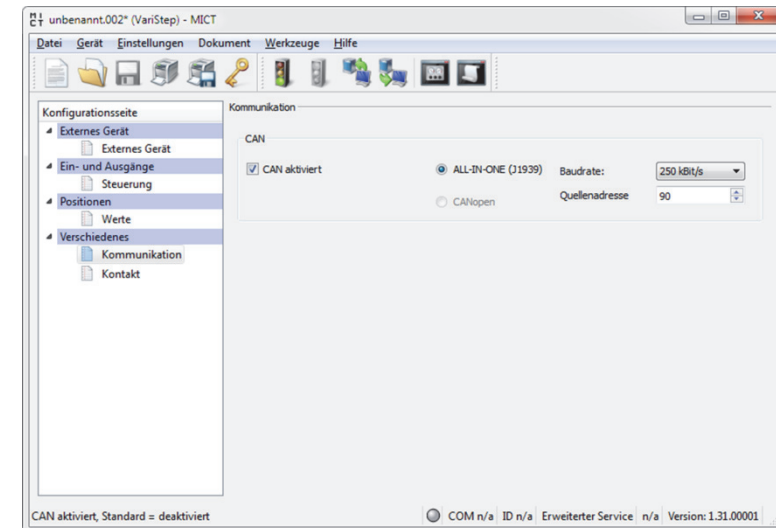 unbenannt.002* (VariStep) - MICT
Datei Gerät Einstellungen Dokument Werkzeuge Hilfe
Konfigurationsseite
Externes Gerät
Externes Gerät
Ein- und Ausgänge
Steuerung
Positionen
Werte
Verschiedenes
Kommunikation
Kontakt
Kommunikation
CAN
CAN aktiviert
ALL-IN-ONE (J1939)
Baudrate:
250 kBit/s
CANopen
Quellenadresse
90
CAN aktiviert, Standard = deaktiviert
COM n/a ID n/a Erweiterter Service n/a Version: 1.31.00001